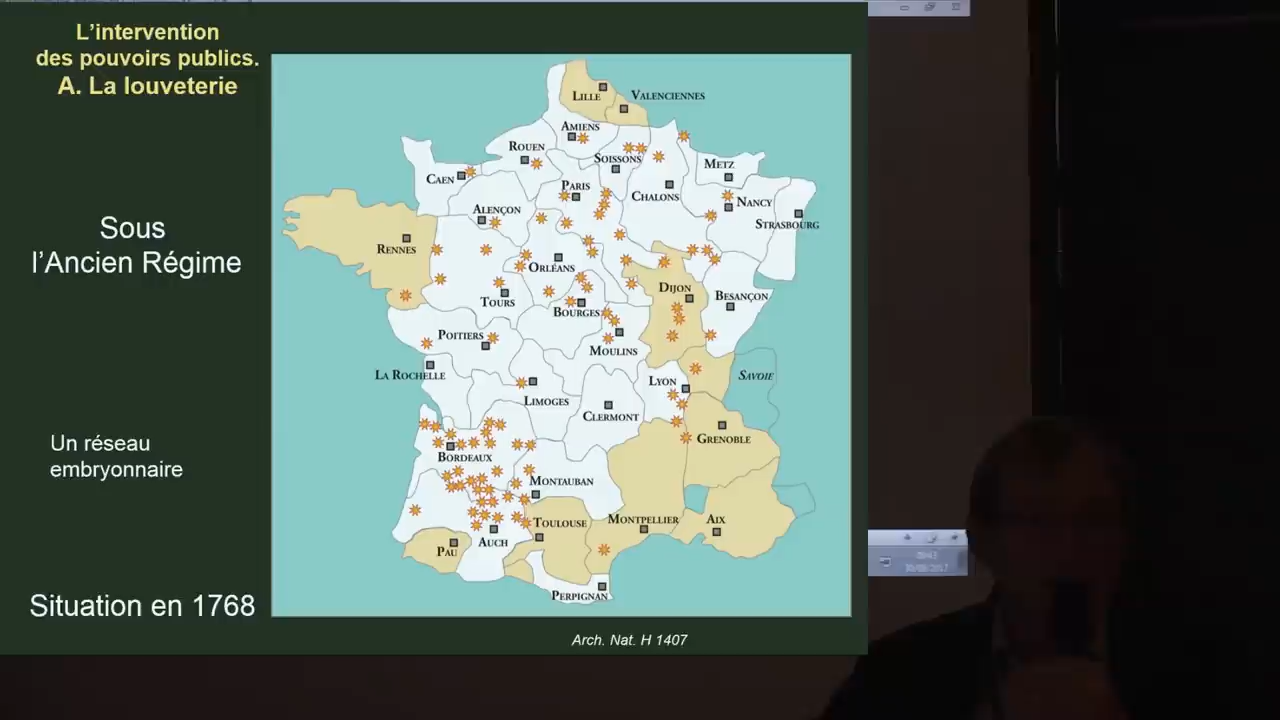 L'intervention
des pouvoirs publics.
A. La louveterie
Sous
l'Ancien Régime
Un réseau
embryonnaire
Situation en 1768
LILLE
VALENCIENNES
AMIENS
ROUEN
SOISSONS
METZ
CAEN
PARIS
CHALONS
NANCY
ALENÇON
STRASBOURG
RENNES
ORLÉANS
DIJON
BESANÇON
TOURS
BOURGES
POITIERS
MOULINS
LA ROCHELLE
LYON
SAVOIE
LIMOGES
CLERMONT
GRENOBLE
BORDEAUX
MONTAUBAN
TOULOUSE
MONTPELLIER
AIX
AUCH
PAU
PERPIGNAN
Arch. Nat. H 1407